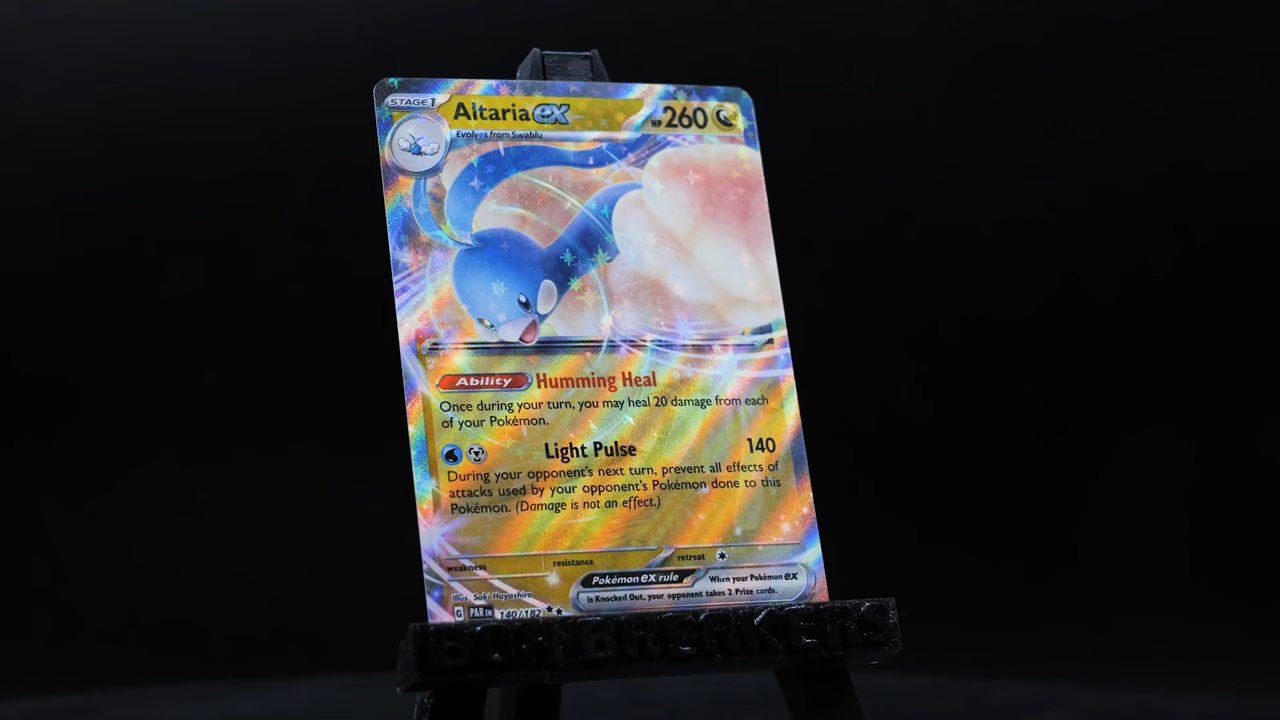 STAGE 1
Altaria ex
HP 260
Evolves from Swablu
Ability Humming Heal
Once during your turn, you may heal 20 damage from each
of your Pokémon.
Light Pulse 140
During your opponent's next turn, prevent all effects of
attacks used by your opponent's Pokémon done to this
Pokémon. (Damage is not an effect.)
weakness resistance retreat
Pokémon ex rule When your Pokémon ex
is Knocked Out, your opponent takes 2 Prize cards.
Illus. Saki Hayashiro
G PAR EN 140/182